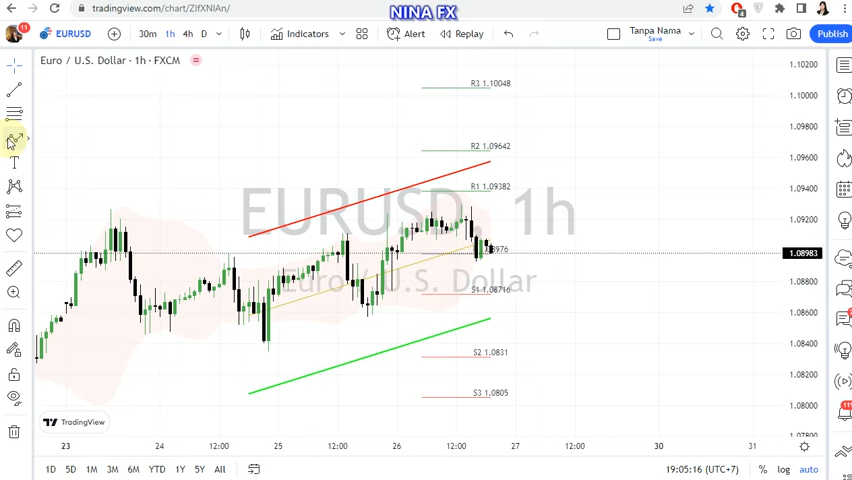 tradingview.com/chart/ZIfXNIAn/
NINA FX
11
EURUSD
30m 1h 4h D
Indicators
Alert
Replay
Tanpa Nama
Save
Publish
Euro / U.S. Dollar · 1h · FXCM
EURUSD, 1h
Euro / U.S. Dollar
R3 1.10048
R2 1.09642
R1 1.09382
S1 1.08716
S2 1.0831
S3 1.0805
1.10200
1.10000
1.09800
1.09600
1.09400
1.09200
1.08983
1.08800
1.08600
1.08400
1.08200
1.08000
1.07800
TradingView
23 24 12:00 25 12:00 26 12:00 27 12:00 30 31
1D 5D 1M 3M 6M YTD 1Y 5Y All
19:05:16 (UTC+7) % log auto